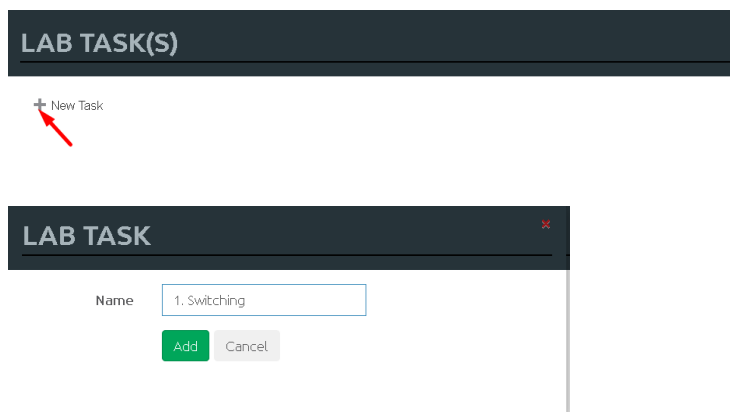 LAB TASK(S)
New Task
LAB TASK
Name 1. Switching
Add Cancel